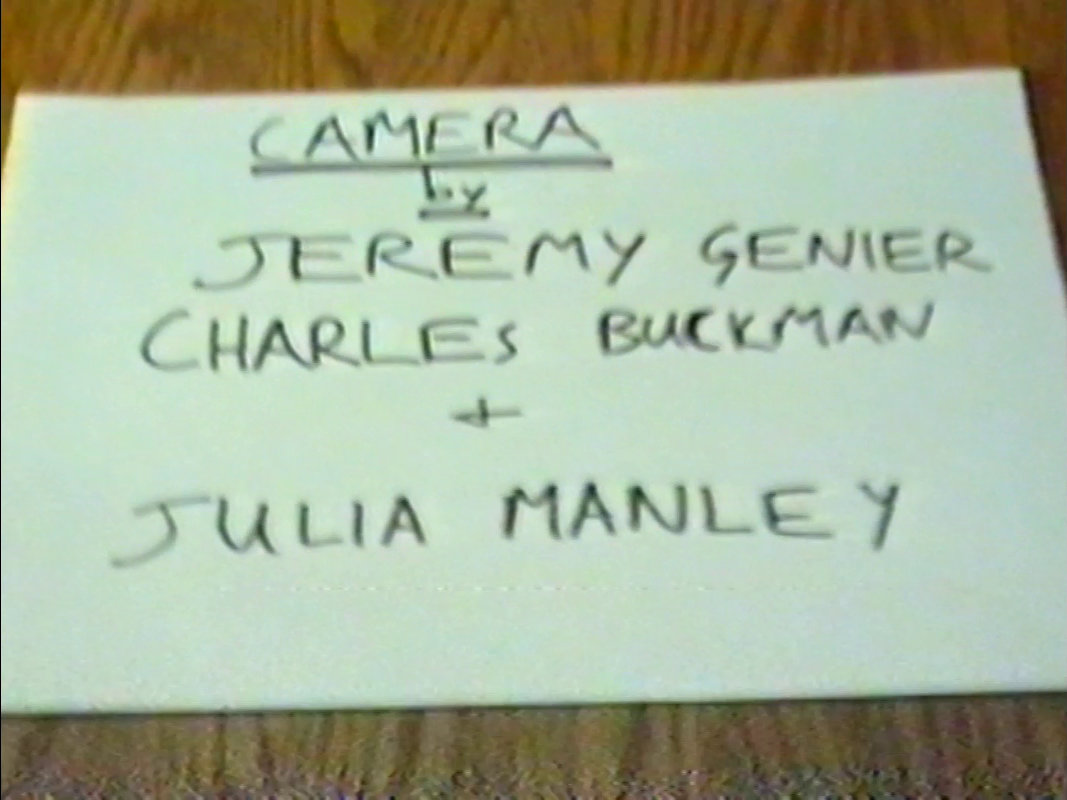 CAMERA
by
JEREMY GENIER
CHARLES BUCKMAN
+
JULIA MANLEY